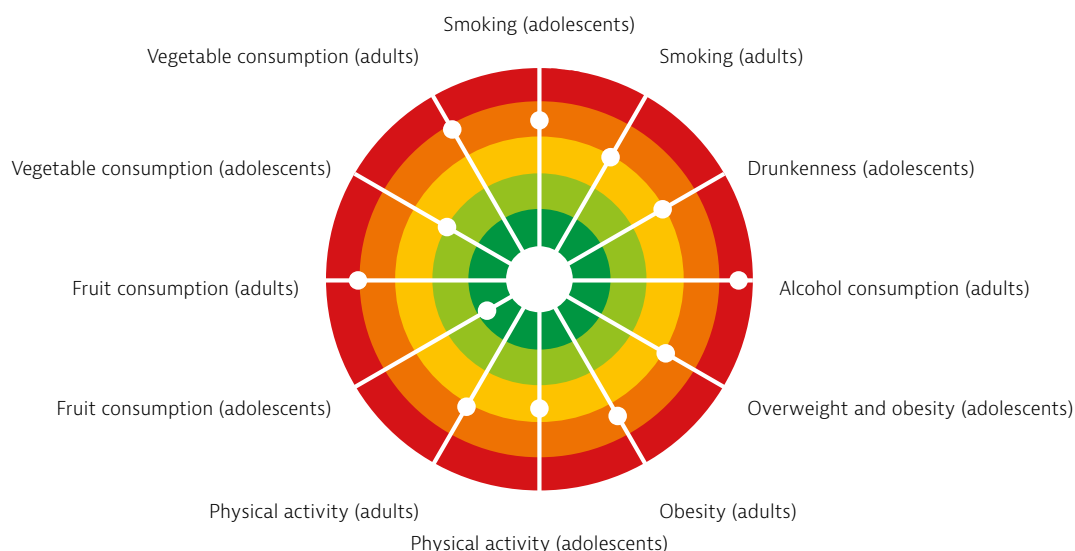 Smoking (adolescents)
Vegetable consumption (adults)
Smoking (adults)
Vegetable consumption (adolescents)
Drunkenness (adolescents)
Fruit consumption (adults)
Alcohol consumption (adults)
Fruit consumption (adolescents)
Overweight and obesity (adolescents)
Physical activity (adults)
Obesity (adults)
Physical activity (adolescents)